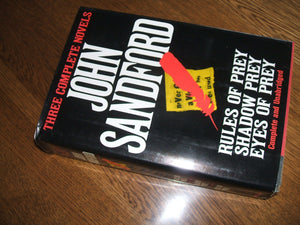 THREE COMPLETE NOVELS
JOHN
SANDFORD
RULES OF PREY
SHADOW PREY
EYES OF PREY
Complete and Unabridged